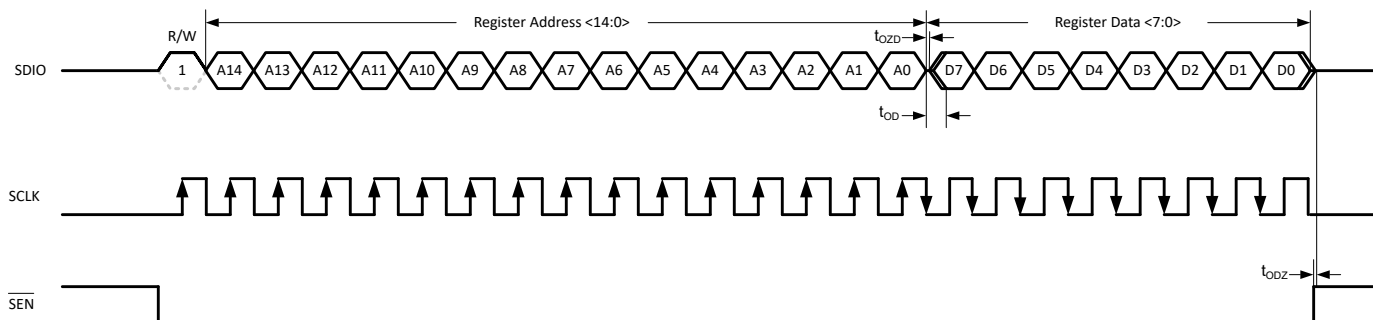 Register Address <14:0>
Register Data <7:0>
R/W
tOZD
SDIO
1 A14 A13 A12 A11 A10 A9 A8 A7 A6 A5 A4 A3 A2 A1 A0 D7 D6 D5 D4 D3 D2 D1 D0
tOD
SCLK
tODZ
SEN